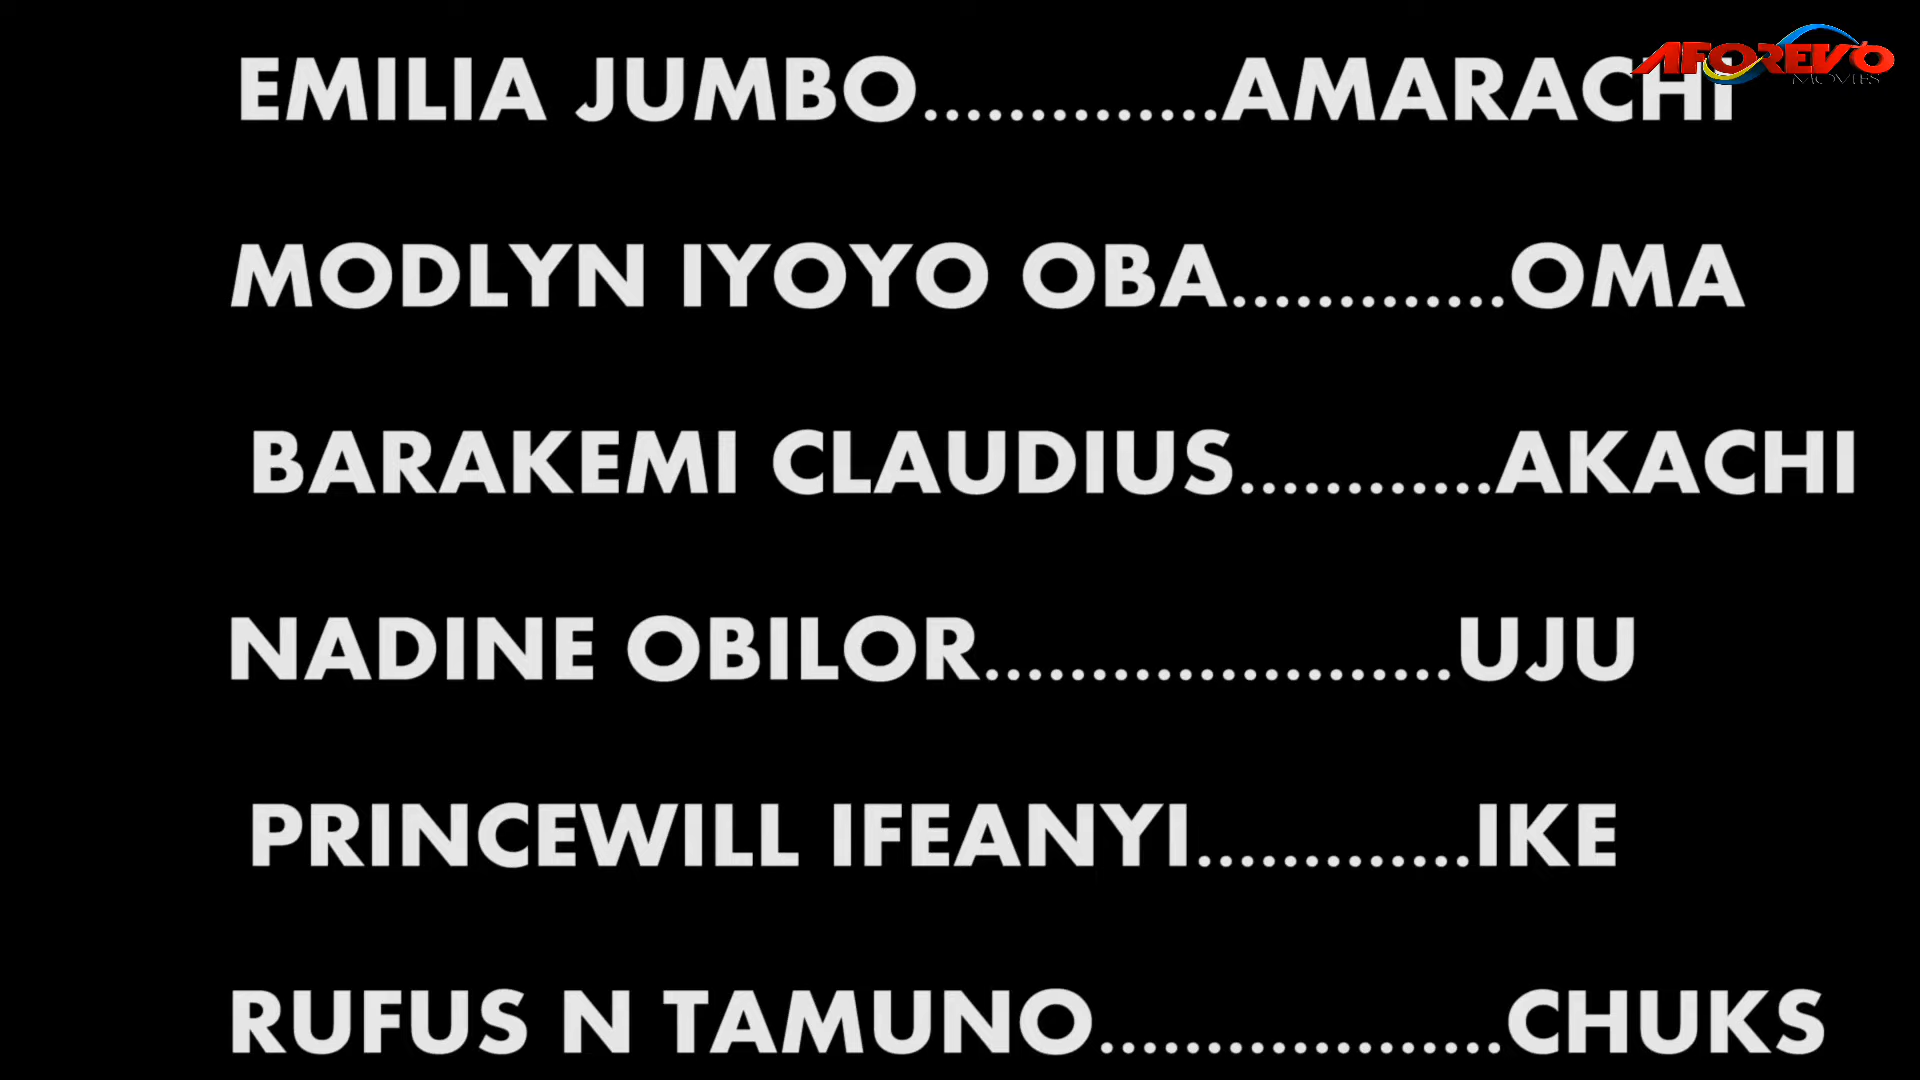 AFOREVO
MOVIES
EMILIA JUMBO..............AMARACHI
MODLYN IYOYO OBA.............OMA
BARAKEMI CLAUDIUS............AKACHI
NADINE OBILOR......................UJU
PRINCEWILL IFEANYI.............IKE
RUFUS N TAMUNO...................CHUKS